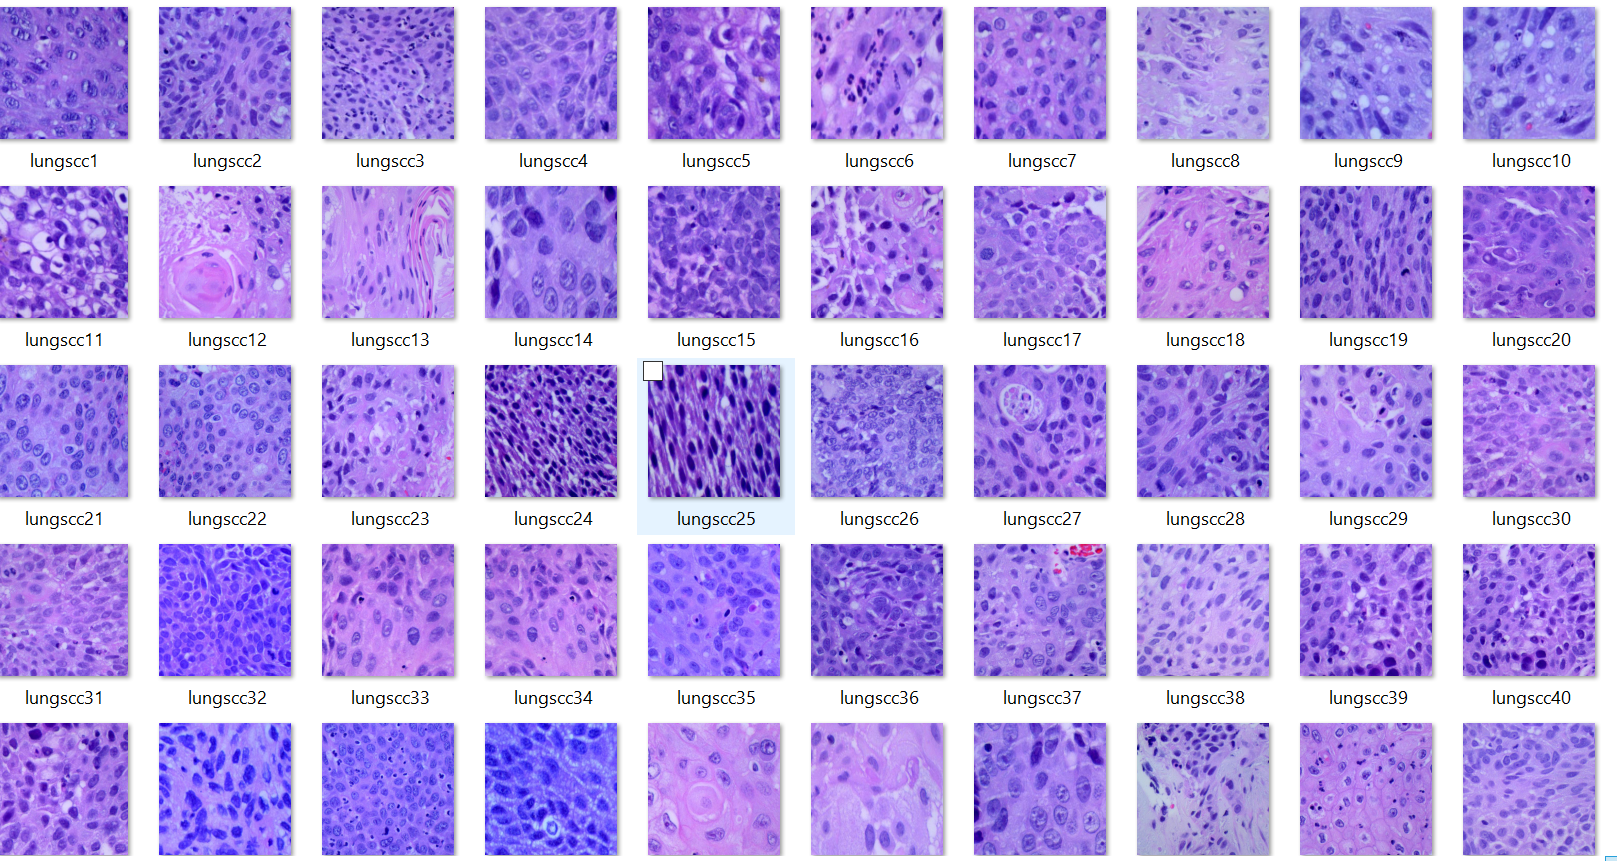 lungscc1 lungscc2 lungscc3 lungscc4 lungscc5 lungscc6 lungscc7 lungscc8 lungscc9 lungscc10
lungscc11 lungscc12 lungscc13 lungscc14 lungscc15 lungscc16 lungscc17 lungscc18 lungscc19 lungscc20
lungscc21 lungscc22 lungscc23 lungscc24 lungscc25 lungscc26 lungscc27 lungscc28 lungscc29 lungscc30
lungscc31 lungscc32 lungscc33 lungscc34 lungscc35 lungscc36 lungscc37 lungscc38 lungscc39 lungscc40